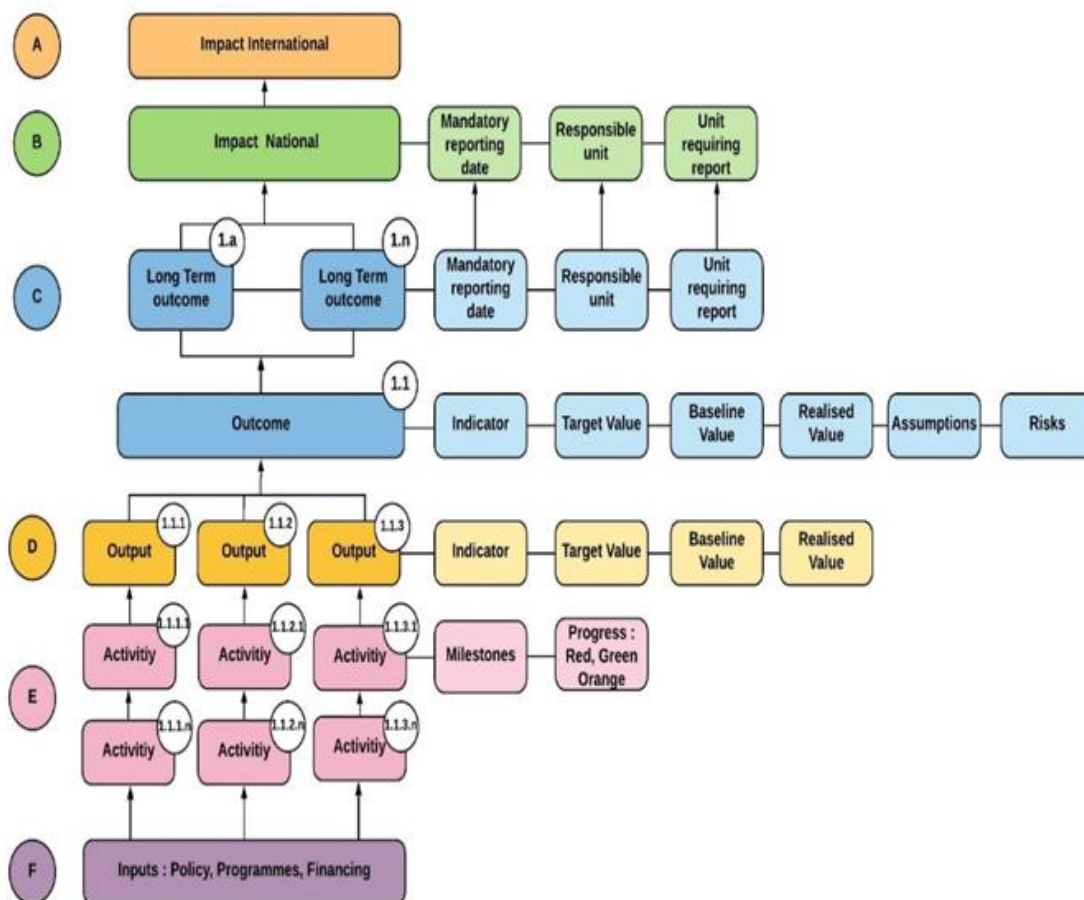 A
Impact International
B
Impact National
Mandatory
reporting
date
Responsible
unit
Unit
requiring
report
C
1.a
Long Term
outcome
1.n
Long Term
outcome
Mandatory
reporting
date
Responsible
unit
Unit
requiring
report
1.1
Outcome
Indicator
Target Value
Baseline
Value
Realised
Value
Assumptions
Risks
D
1.1.1
Output
1.1.2
Output
1.1.3
Output
Indicator
Target Value
Baseline
Value
Realised
Value
E
1.1.1.1
Activitiy
1.1.2.1
Activitiy
1.1.3.1
Activitiy
Milestones
Progress :
Red, Green
Orange
1.1.1.n
Activitiy
1.1.2.n
Activitiy
1.1.3.n
Activitiy
F
Inputs : Policy, Programmes, Financing